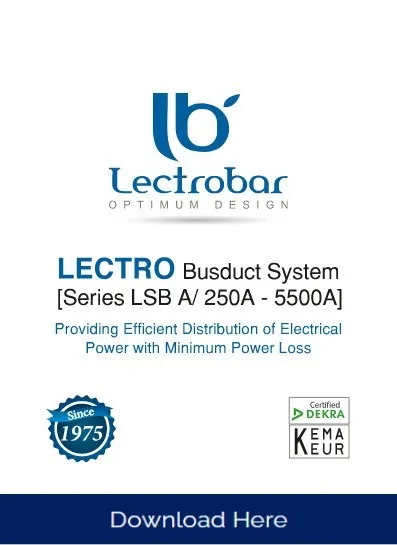 lb
Lectrobar
OPTIMUM DESIGN
LECTRO Busduct System
[Series LSB A/ 250A - 5500A]
Providing Efficient Distribution of Electrical
Power with Minimum Power Loss
Since
1975
Certified
DEKRA
KEMA
KEUR
Download Here